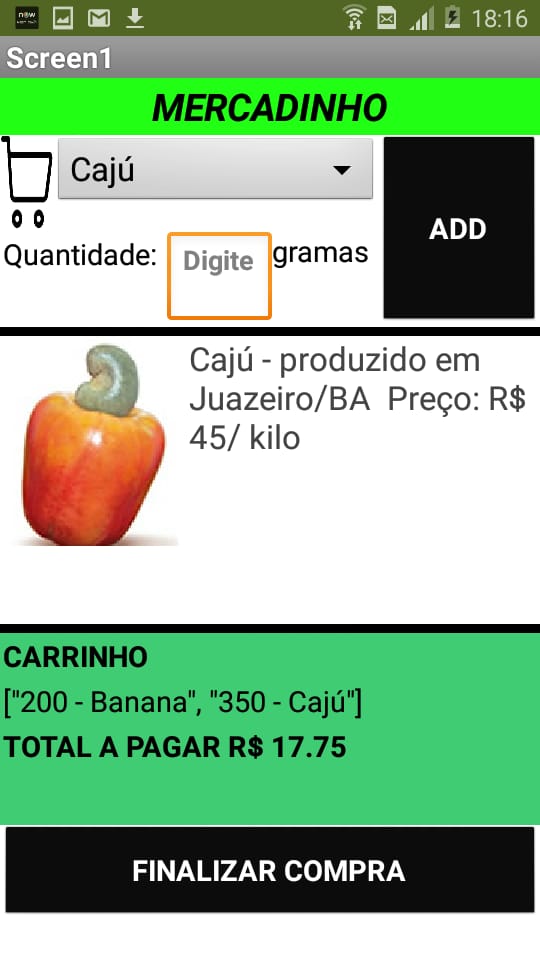 now
18:16
Screen1
MERCADINHO
Cajú
ADD
Quantidade:
Digite
gramas
Cajú - produzido em
Juazeiro/BA  Preço: R$
45/ kilo
CARRINHO
["200 - Banana", "350 - Cajú"]
TOTAL A PAGAR R$ 17.75
FINALIZAR COMPRA